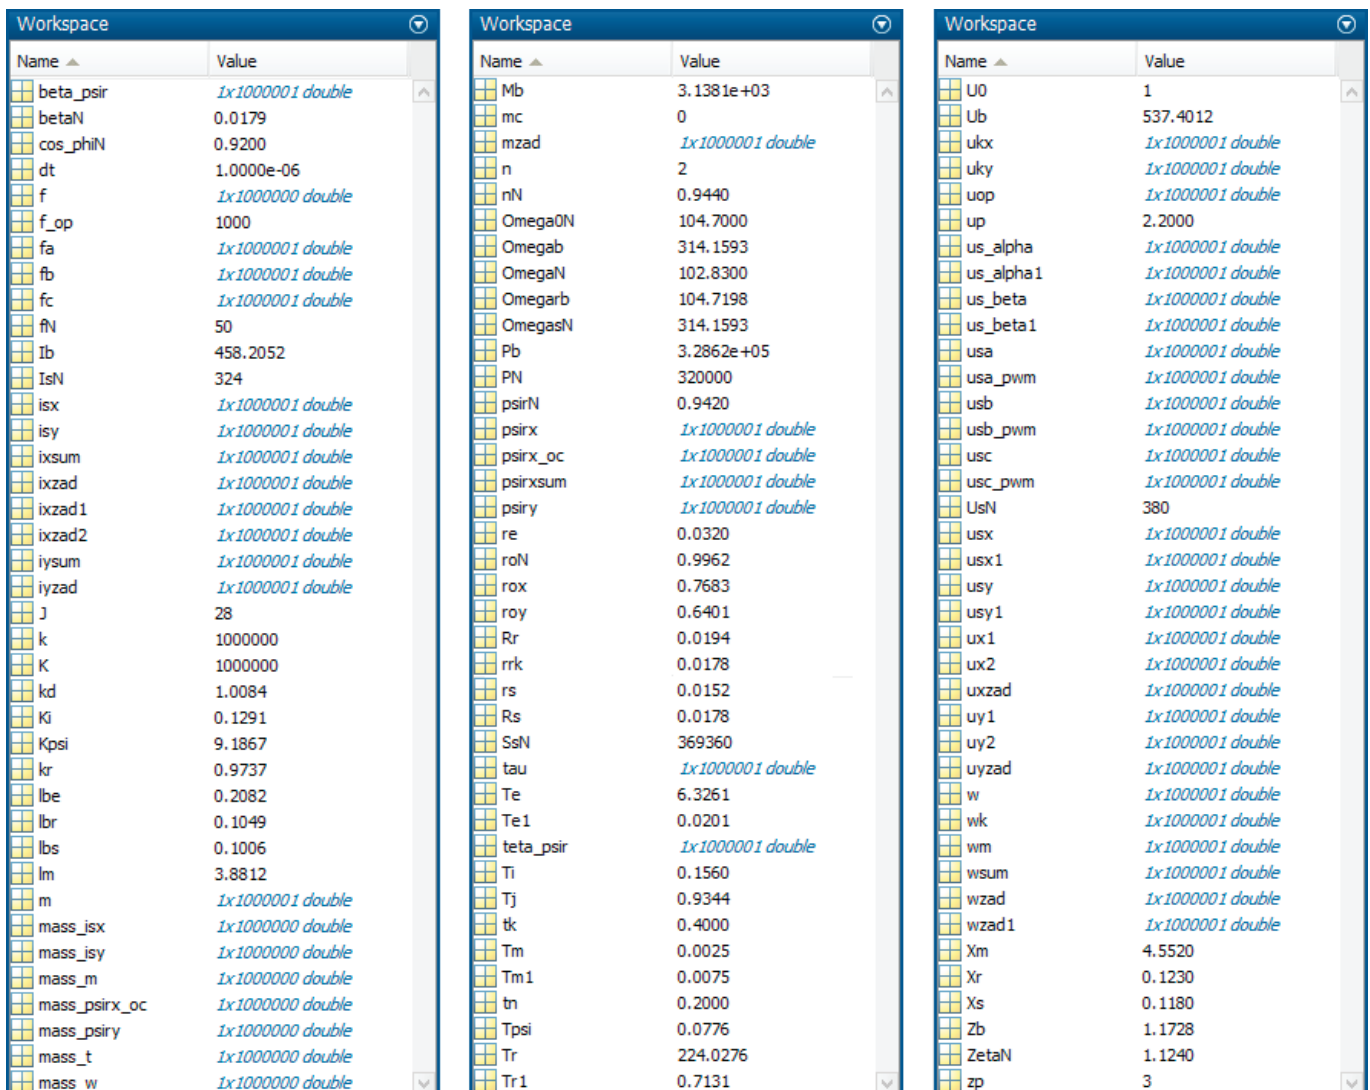 Workspace
Name Value
beta_psir 1x1000001 double
betaN 0.0179
cos_phiN 0.9200
dt 1.0000e-06
f 1x1000000 double
f_op 1000
fa 1x1000001 double
fb 1x1000001 double
fc 1x1000001 double
fN 50
Ib 458.2052
IsN 324
isx 1x1000001 double
isy 1x1000001 double
ixsum 1x1000001 double
ixzad 1x1000001 double
ixzad1 1x1000001 double
ixzad2 1x1000001 double
iysum 1x1000001 double
iyzad 1x1000001 double
J 28
k 1000000
K 1000000
kd 1.0084
Ki 0.1291
Kpsi 9.1867
kr 0.9737
lbe 0.2082
lbr 0.1049
lbs 0.1006
lm 3.8812
m 1x1000001 double
mass_isx 1x1000000 double
mass_isy 1x1000000 double
mass_m 1x1000000 double
mass_psirx_oc 1x1000000 double
mass_psiry 1x1000000 double
mass_t 1x1000000 double
mass_w 1x1000000 double
Workspace
Name Value
Mb 3.1381e+03
mc 0
mzad 1x1000001 double
n 2
nN 0.9440
Omega0N 104.7000
Omegab 314.1593
OmegaN 102.8300
Omegarb 104.7198
OmegasN 314.1593
Pb 3.2862e+05
PN 320000
psirN 0.9420
psirx 1x1000001 double
psirx_oc 1x1000001 double
psirxsum 1x1000001 double
psiry 1x1000001 double
re 0.0320
roN 0.9962
rox 0.7683
roy 0.6401
Rr 0.0194
rrk 0.0178
rs 0.0152
Rs 0.0178
SsN 369360
tau 1x1000001 double
Te 6.3261
Te1 0.0201
teta_psir 1x1000001 double
Ti 0.1560
Tj 0.9344
tk 0.4000
Tm 0.0025
Tm1 0.0075
tn 0.2000
Tpsi 0.0776
Tr 224.0276
Tr1 0.7131
Workspace
Name Value
U0 1
Ub 537.4012
ukx 1x1000001 double
uky 1x1000001 double
uop 1x1000001 double
up 2.2000
us_alpha 1x1000001 double
us_alpha1 1x1000001 double
us_beta 1x1000001 double
us_beta1 1x1000001 double
usa 1x1000001 double
usa_pwm 1x1000001 double
usb 1x1000001 double
usb_pwm 1x1000001 double
usc 1x1000001 double
usc_pwm 1x1000001 double
UsN 380
usx 1x1000001 double
usx1 1x1000001 double
usy 1x1000001 double
usy1 1x1000001 double
ux1 1x1000001 double
ux2 1x1000001 double
uxzad 1x1000001 double
uy1 1x1000001 double
uy2 1x1000001 double
uyzad 1x1000001 double
w 1x1000001 double
wk 1x1000001 double
wm 1x1000001 double
wsum 1x1000001 double
wzad 1x1000001 double
wzad1 1x1000001 double
Xm 4.5520
Xr 0.1230
Xs 0.1180
Zb 1.1728
ZetaN 1.1240
zp 3